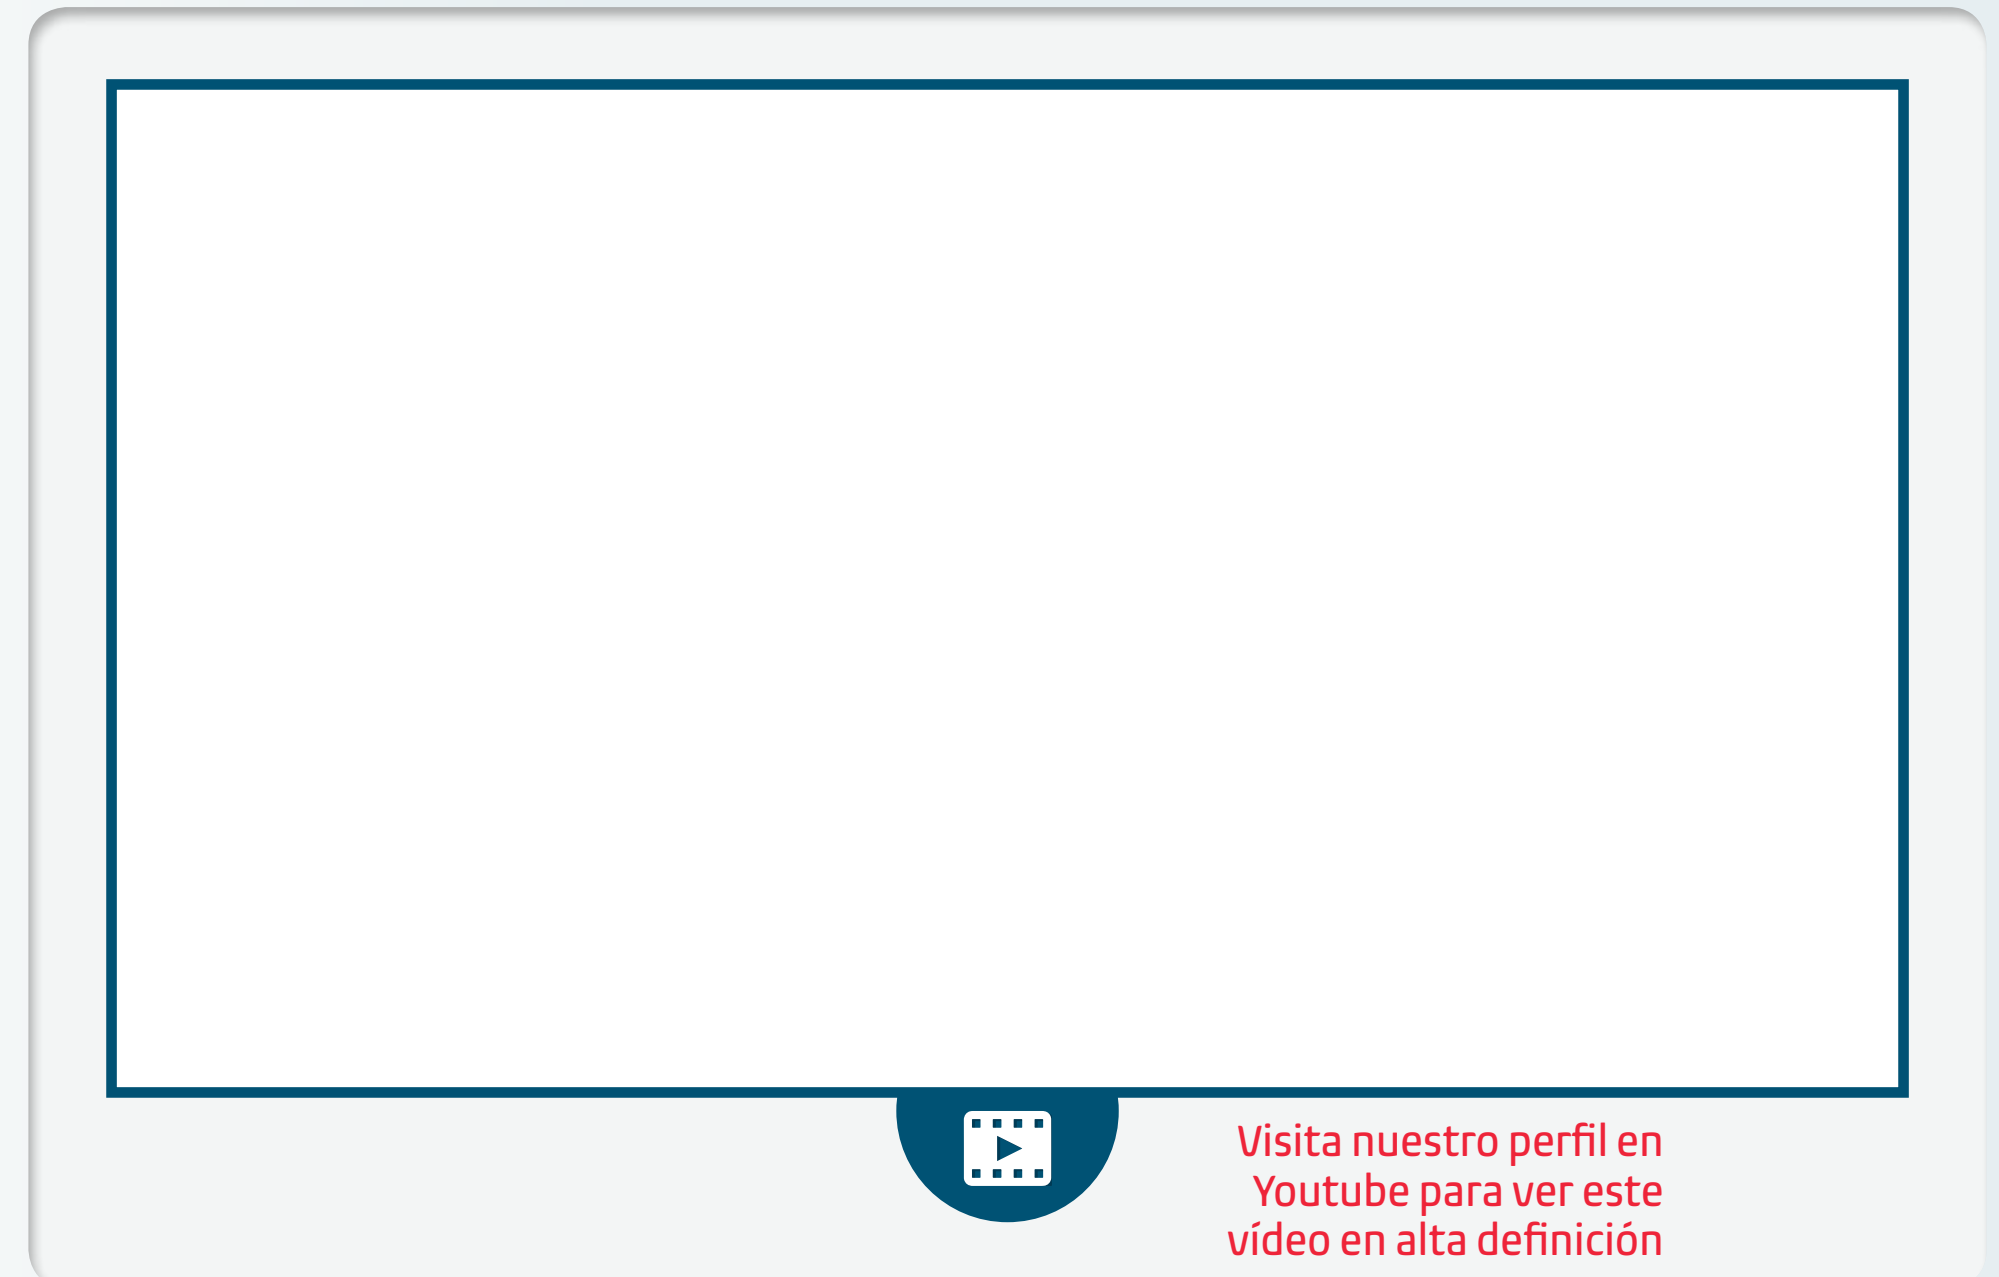 Visita nuestro perfil en
Youtube para ver este
vídeo en alta definición